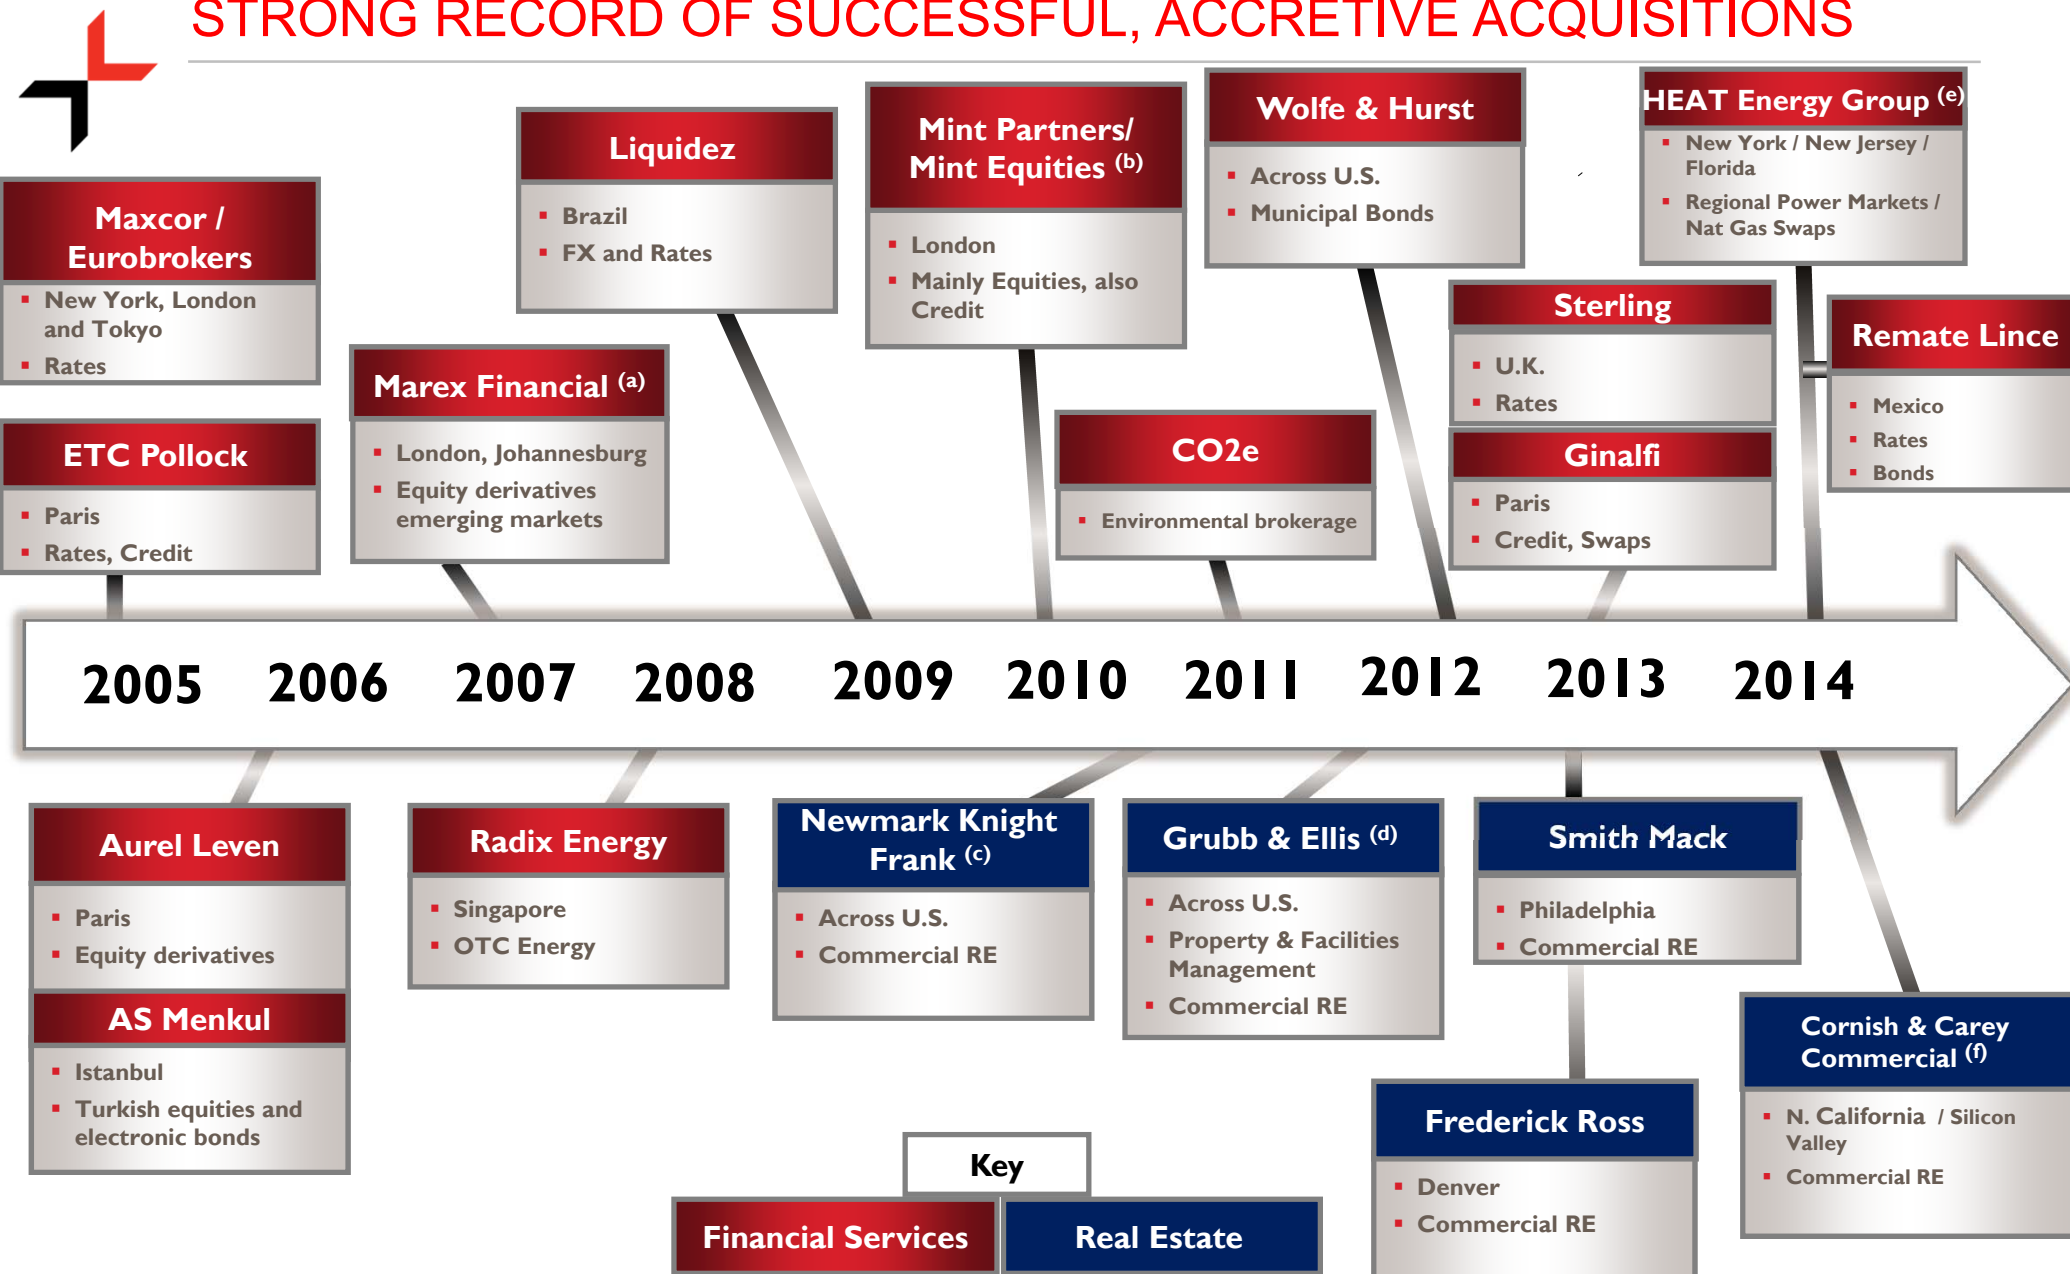 STRONG RECORD OF SUCCESSFUL, ACCRETIVE ACQUISITIONS
Maxcor /
Eurobrokers
▪ New York, London
and Tokyo
▪ Rates
ETC Pollock
▪ Paris
▪ Rates, Credit
Marex Financial (a)
▪ London, Johannesburg
▪ Equity derivatives
emerging markets
Liquidez
▪ Brazil
▪ FX and Rates
Mint Partners/
Mint Equities (b)
▪ London
▪ Mainly Equities, also
Credit
CO2e
▪ Environmental brokerage
Wolfe & Hurst
▪ Across U.S.
▪ Municipal Bonds
Sterling
▪ U.K.
▪ Rates
Ginalfi
▪ Paris
▪ Credit, Swaps
HEAT Energy Group (e)
▪ New York / New Jersey /
Florida
▪ Regional Power Markets /
Nat Gas Swaps
Remate Lince
▪ Mexico
▪ Rates
▪ Bonds
2005 2006 2007 2008 2009 2010 2011 2012 2013 2014
Aurel Leven
▪ Paris
▪ Equity derivatives
AS Menkul
▪ Istanbul
▪ Turkish equities and
electronic bonds
Radix Energy
▪ Singapore
▪ OTC Energy
Newmark Knight
Frank (c)
▪ Across U.S.
▪ Commercial RE
Grubb & Ellis (d)
▪ Across U.S.
▪ Property & Facilities
Management
▪ Commercial RE
Smith Mack
▪ Philadelphia
▪ Commercial RE
Frederick Ross
▪ Denver
▪ Commercial RE
Cornish & Carey
Commercial (f)
▪ N. California / Silicon
Valley
▪ Commercial RE
Key
Financial Services
Real Estate